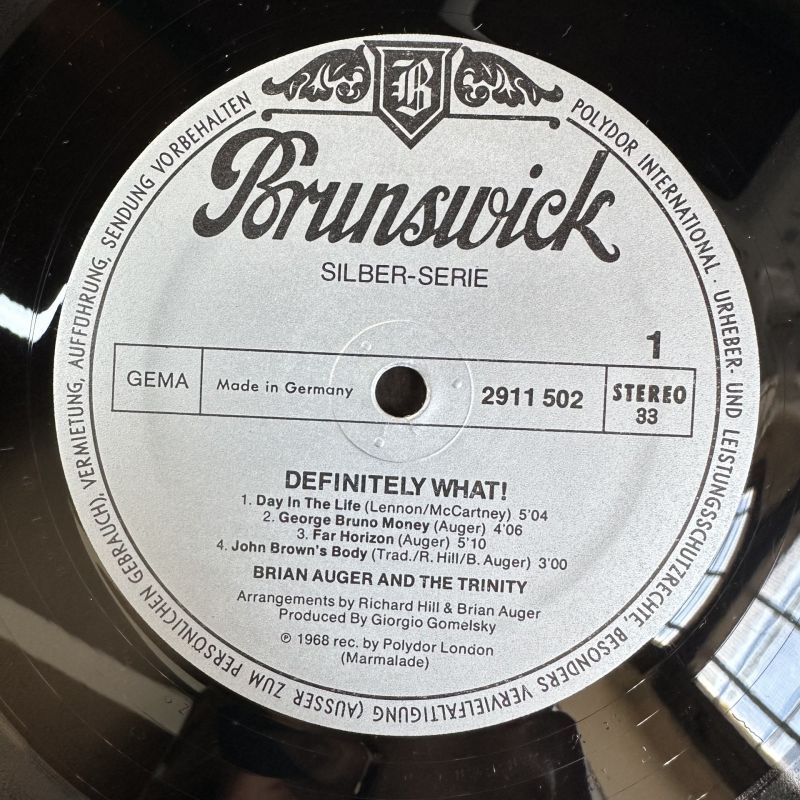 B
Brunswick
SILBER-SERIE
1
GEMA
Made in Germany
2911 502
STEREO
33
DEFINITELY WHAT!
1. Day In The Life (Lennon/McCartney) 5'04
2. George Bruno Money (Auger) 4'06
3. Far Horizon (Auger) 5'10
4. John Brown's Body (Trad./R. Hill/B. Auger) 3'00
BRIAN AUGER AND THE TRINITY
Arrangements by Richard Hill & Brian Auger
Produced by Giorgio Gomelsky
℗ 1968 rec. by Polydor London
(Marmalade)
POLYDOR INTERNATIONAL · URHEBER- UND LEISTUNGSSCHUTZRECHTE, BESONDERS VERVIELFÄLTIGUNG (AUSSER ZUM PERSÖNLICHEN GEBRAUCH), VERMIETUNG, AUFFÜHRUNG, SENDUNG VORBEHALTEN